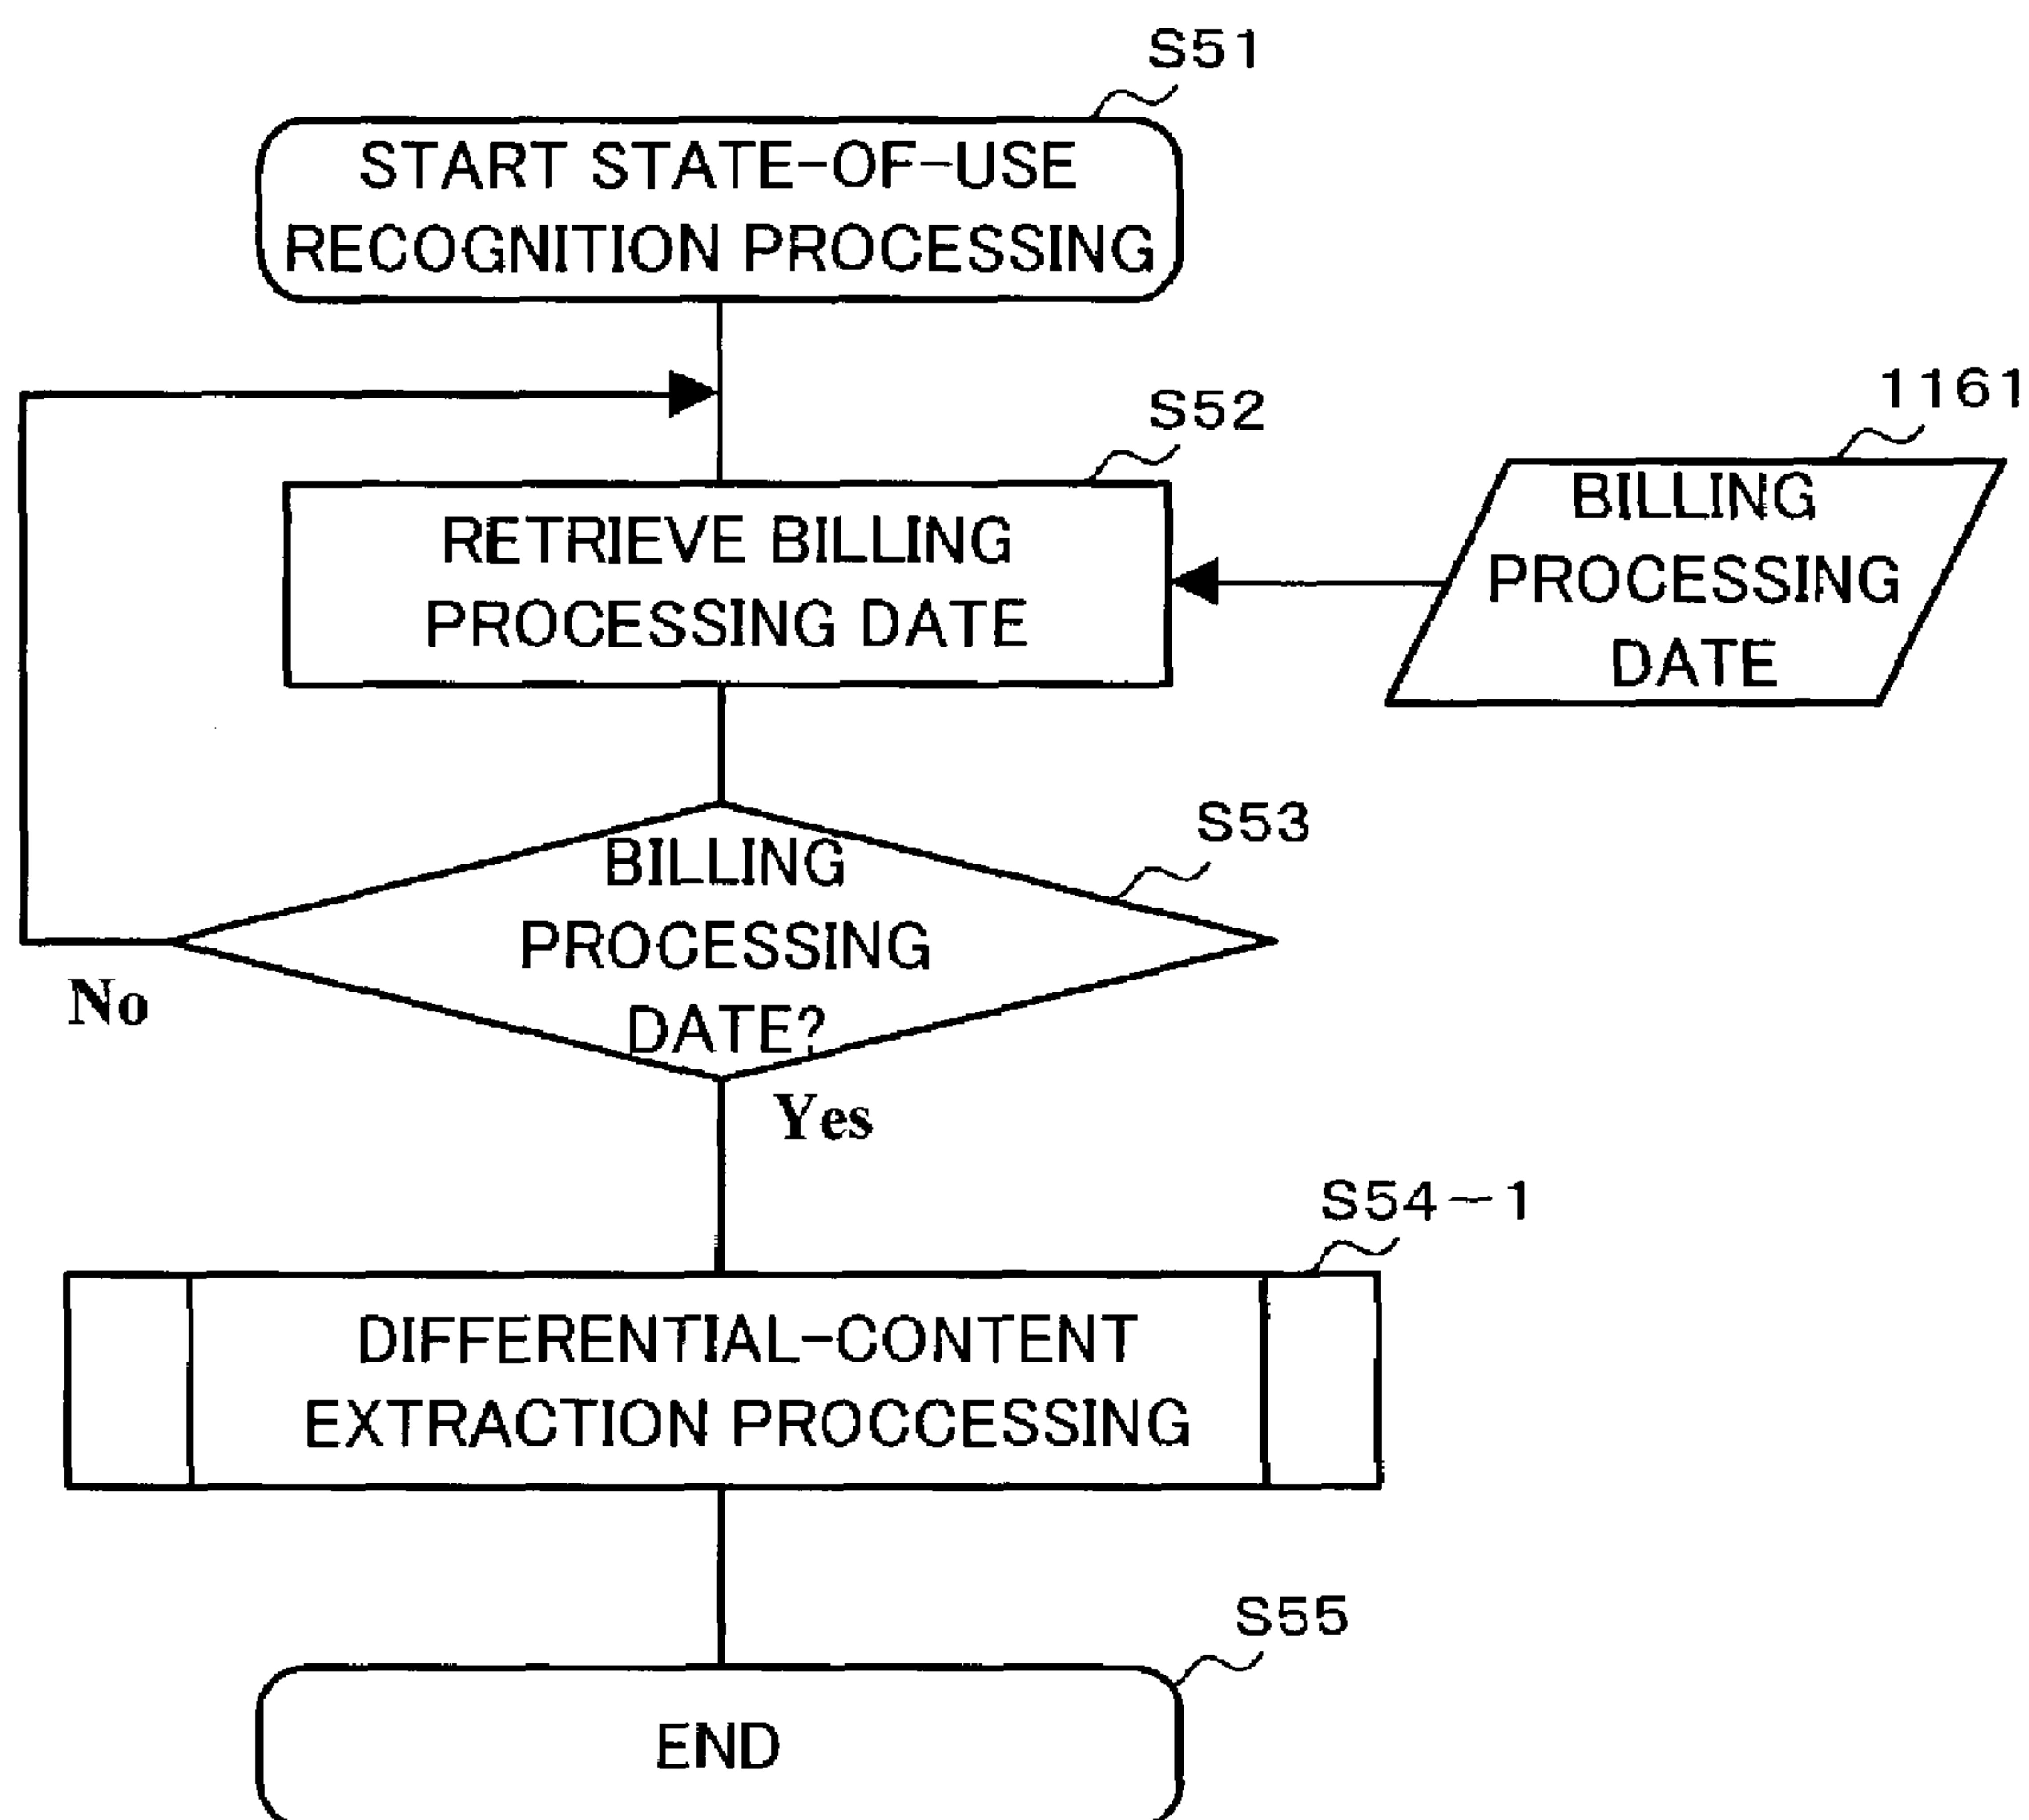 S51
START STATE-OF-USE
RECOGNITION PROCESSING
S52
1161
RETRIEVE BILLING
PROCESSING DATE
BILLING
PROCESSING
DATE
S53
BILLING
PROCESSING
DATE?
No
Yes
S54-1
DIFFERENTIAL-CONTENT
EXTRACTION PROCCESSING
S55
END